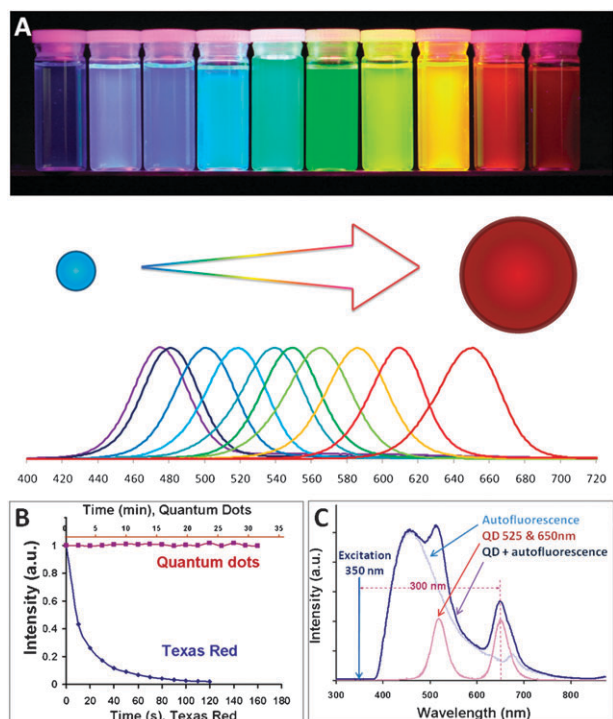 A
400 420 440 460 480 500 520 540 560 580 600 620 640 660 680 700 720
B
Time (min), Quantum Dots
0 5 10 15 20 25 30 35
1
0.8
0.6
0.4
0.2
0
Intensity (a.u.)
Quantum dots
Texas Red
0 20 40 60 80 100 120 140 160 180
Time (s), Texas Red
C
Autofluorescence
QD 525 & 650nm
QD + autofluorescence
Excitation
350 nm
300 nm
Intensity (a.u.)
300 400 500 600 700 800
Wavelength (nm)